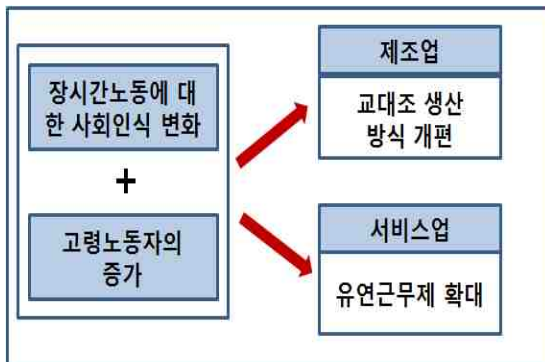 장시간노동에 대
한 사회인식 변화
+
고령노동자의
증가
제조업
교대조 생산
방식 개편
서비스업
유연근무제 확대